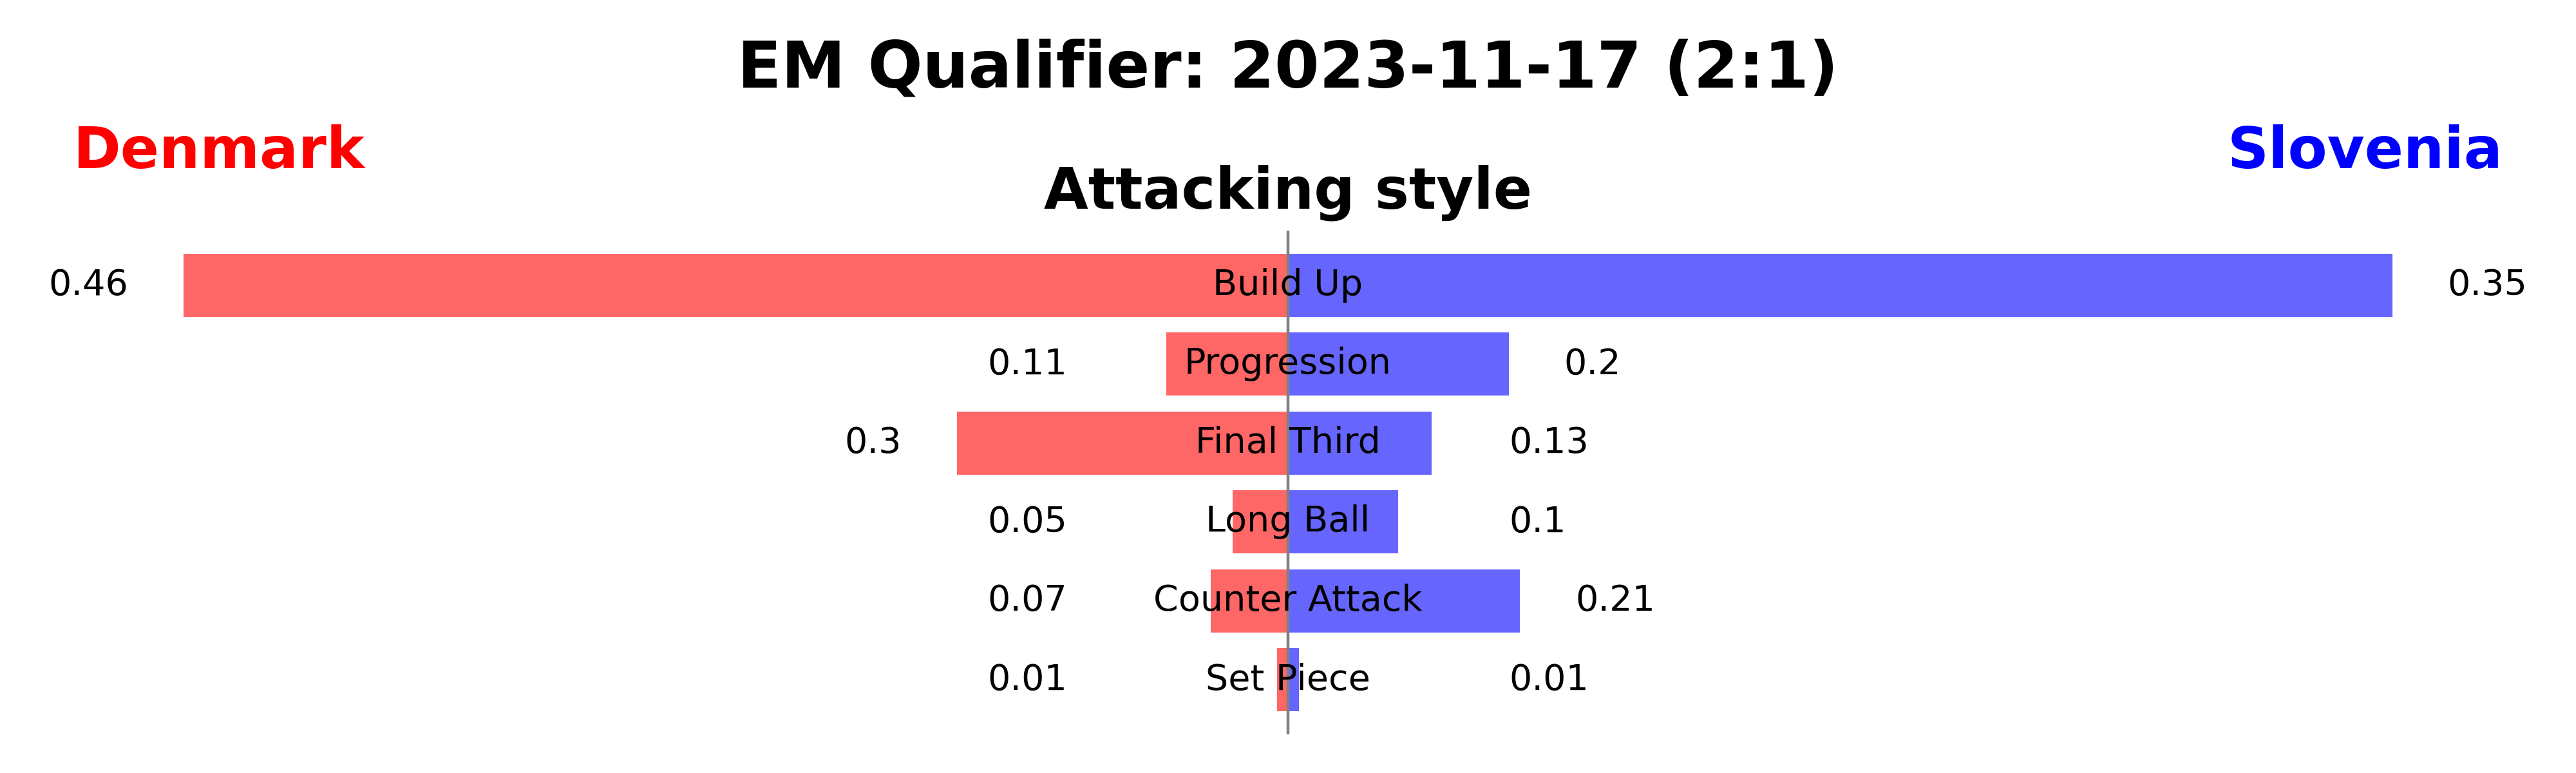 EM Qualifier: 2023-11-17 (2:1)
Denmark Slovenia
Attacking style
0.46 Build Up 0.35
0.11 Progression 0.2
0.3 Final Third 0.13
0.05 Long Ball 0.1
0.07 Counter Attack 0.21
0.01 Set Piece 0.01